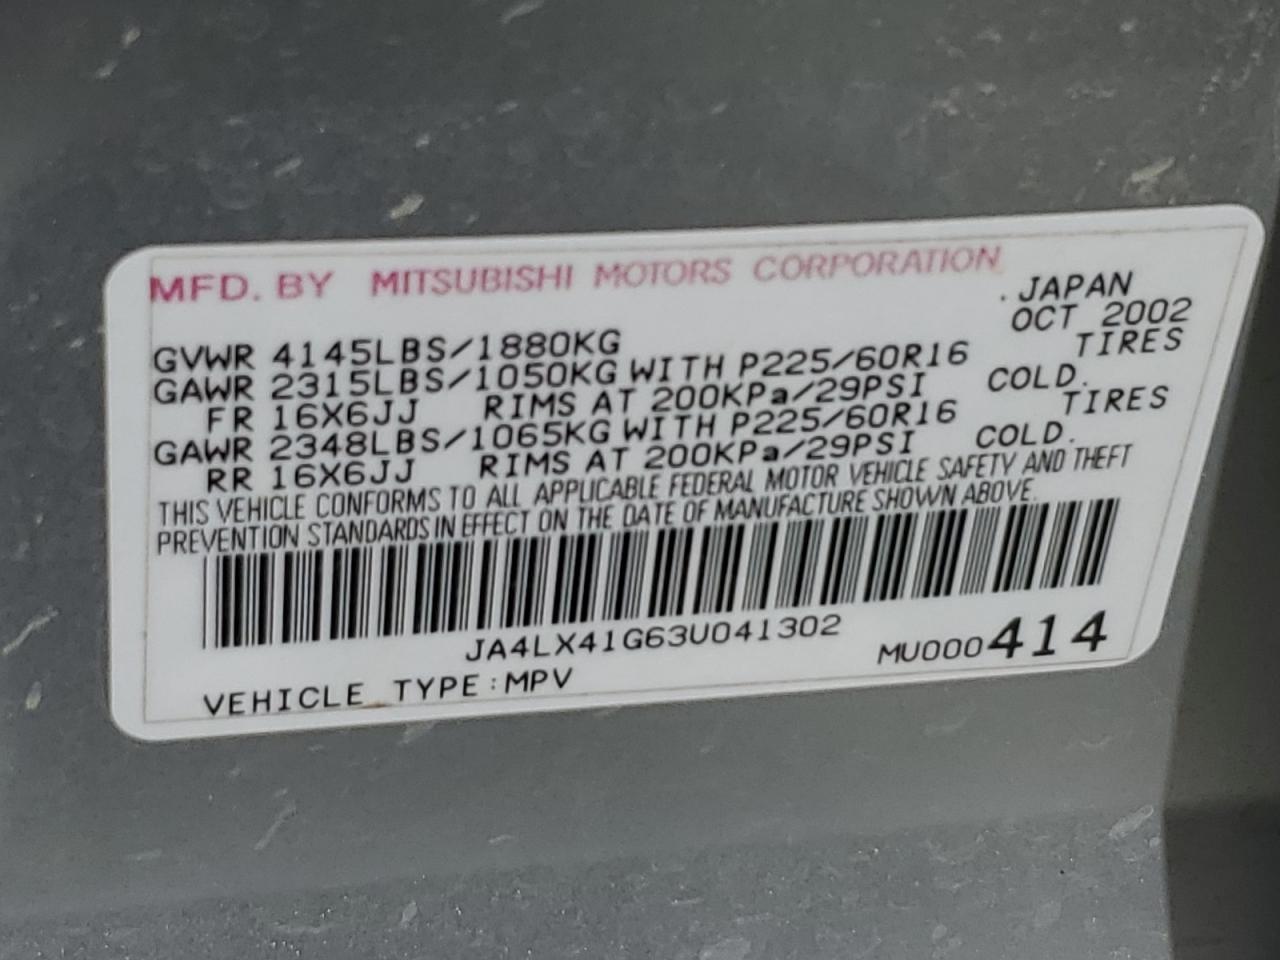 MFD. BY MITSUBISHI MOTORS CORPORATION
. JAPAN
OCT 2002
GVWR 4145LBS/1880KG
GAWR 2315LBS/1050KG WITH P225/60R16 TIRES
FR 16X6JJ RIMS AT 200KPa/29PSI COLD.
GAWR 2348LBS/1065KG WITH P225/60R16 TIRES
RR 16X6JJ RIMS AT 200KPa/29PSI COLD.
THIS VEHICLE CONFORMS TO ALL APPLICABLE FEDERAL MOTOR VEHICLE SAFETY AND THEFT
PREVENTION STANDARDS IN EFFECT ON THE DATE OF MANUFACTURE SHOWN ABOVE.
JA4LX41G63U041302
MU000414
VEHICLE TYPE:MPV